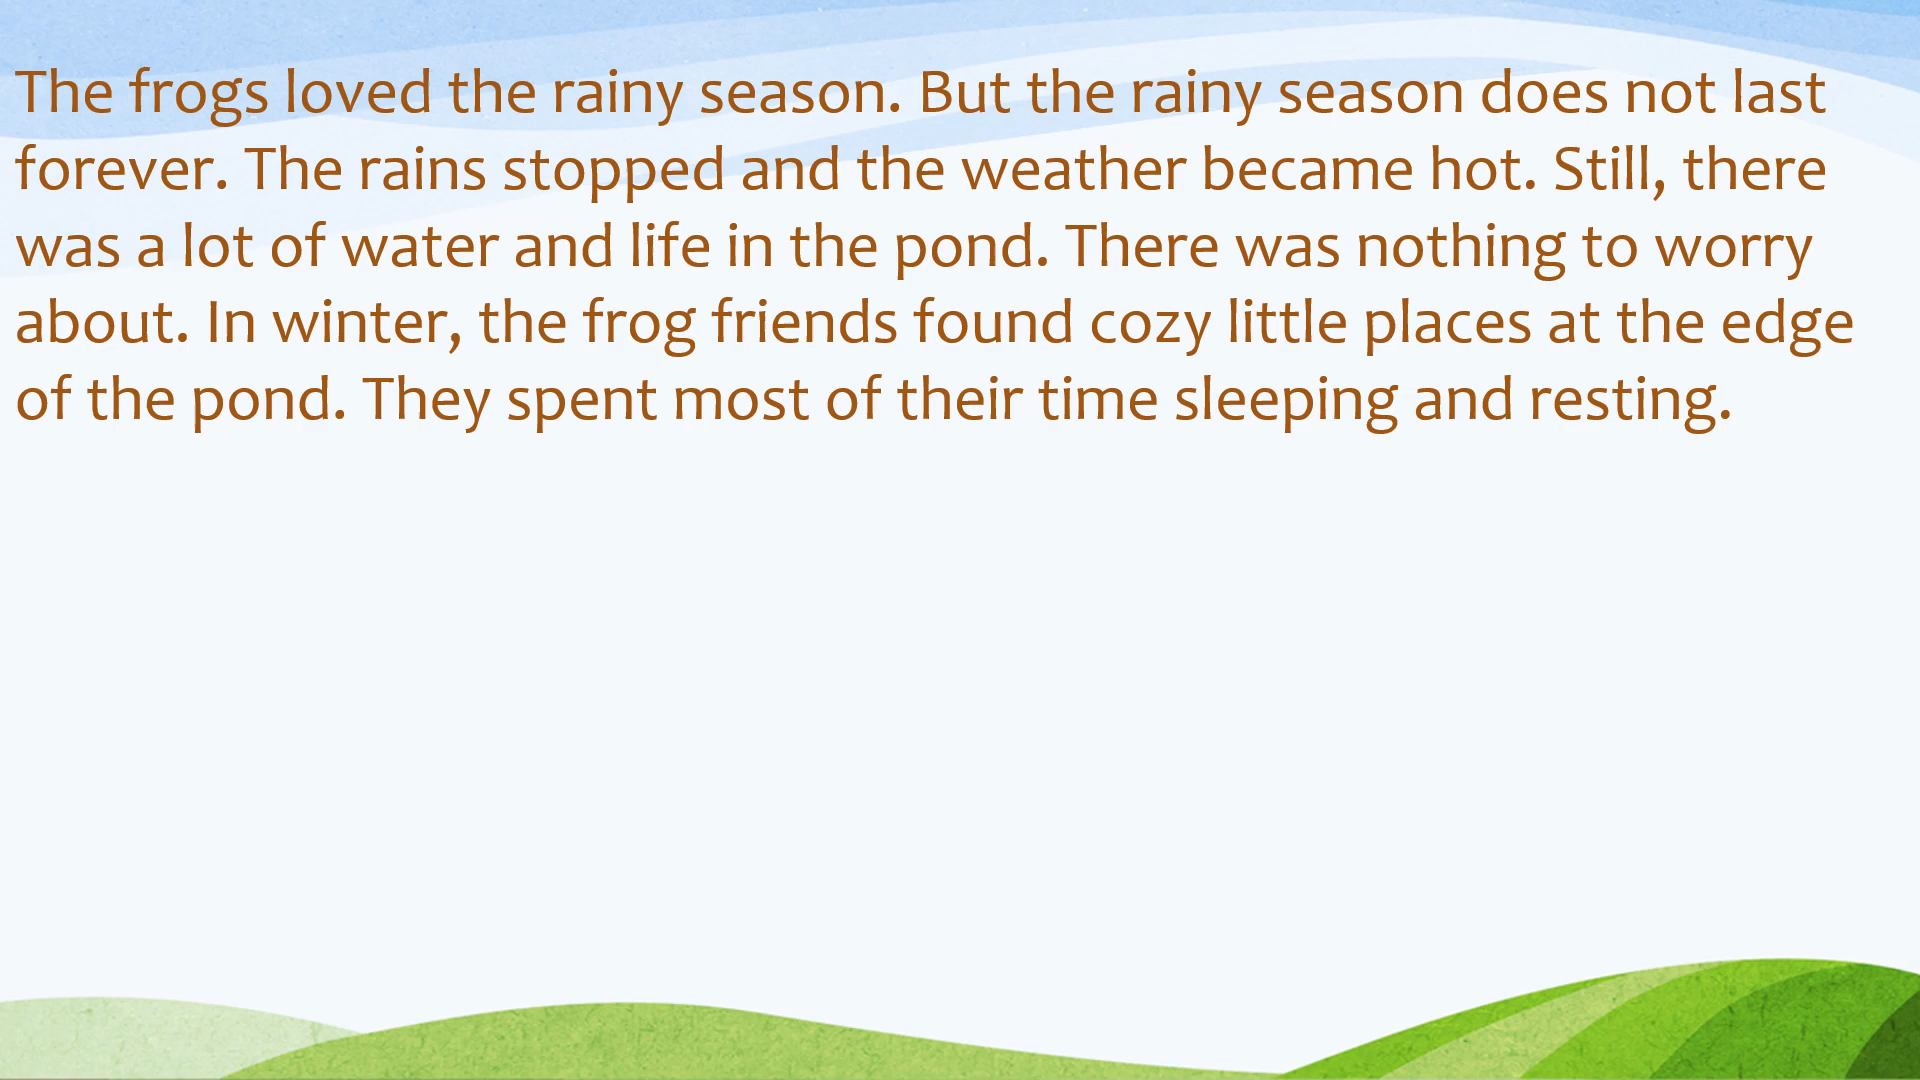 The frogs loved the rainy season. But the rainy season does not last
forever. The rains stopped and the weather became hot. Still, there
was a lot of water and life in the pond. There was nothing to worry
about. In winter, the frog friends found cozy little places at the edge
of the pond. They spent most of their time sleeping and resting.